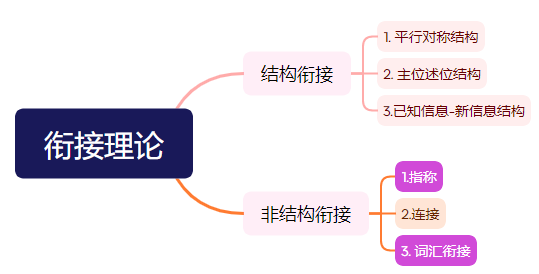 衔接理论
结构衔接
1. 平行对称结构
2. 主位述位结构
3.已知信息-新信息结构
非结构衔接
1.指称
2.连接
3. 词汇衔接